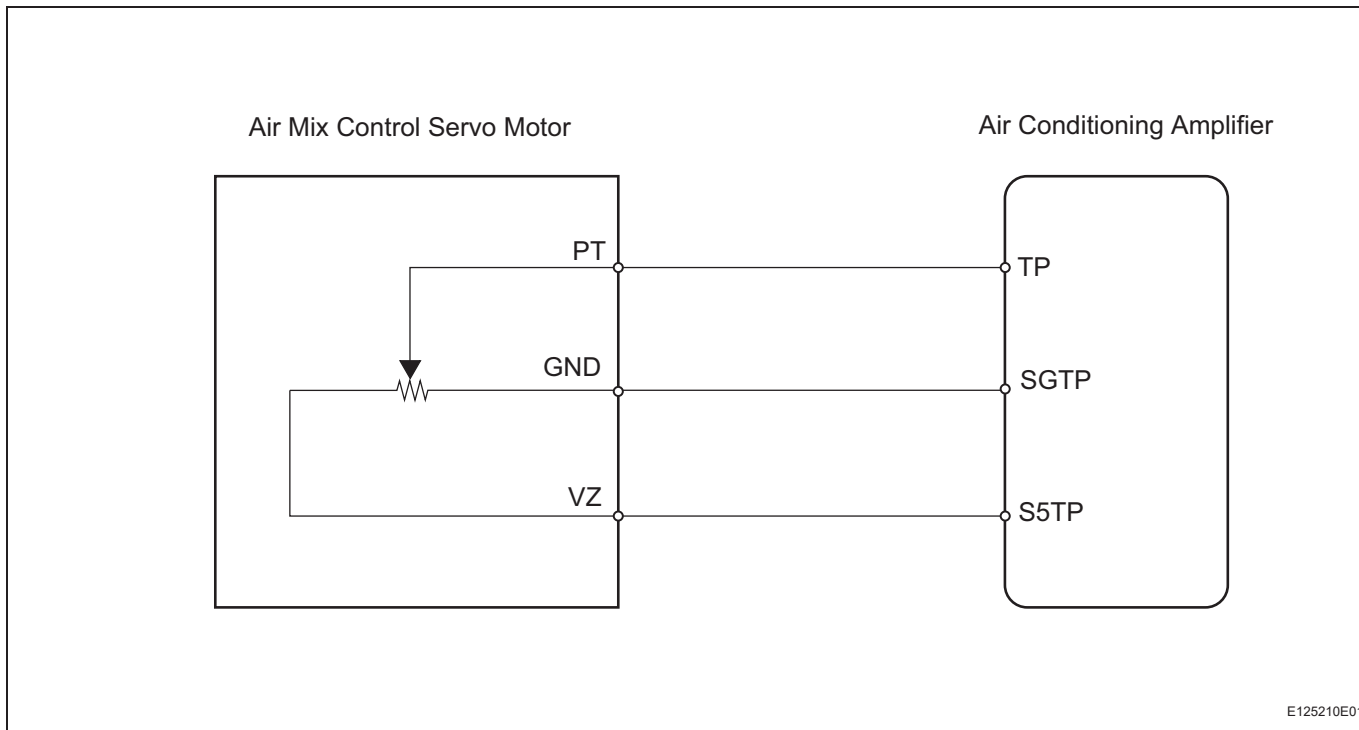 Air Mix Control Servo Motor
Air Conditioning Amplifier
PT
TP
GND
SGTP
VZ
S5TP
E125210E01